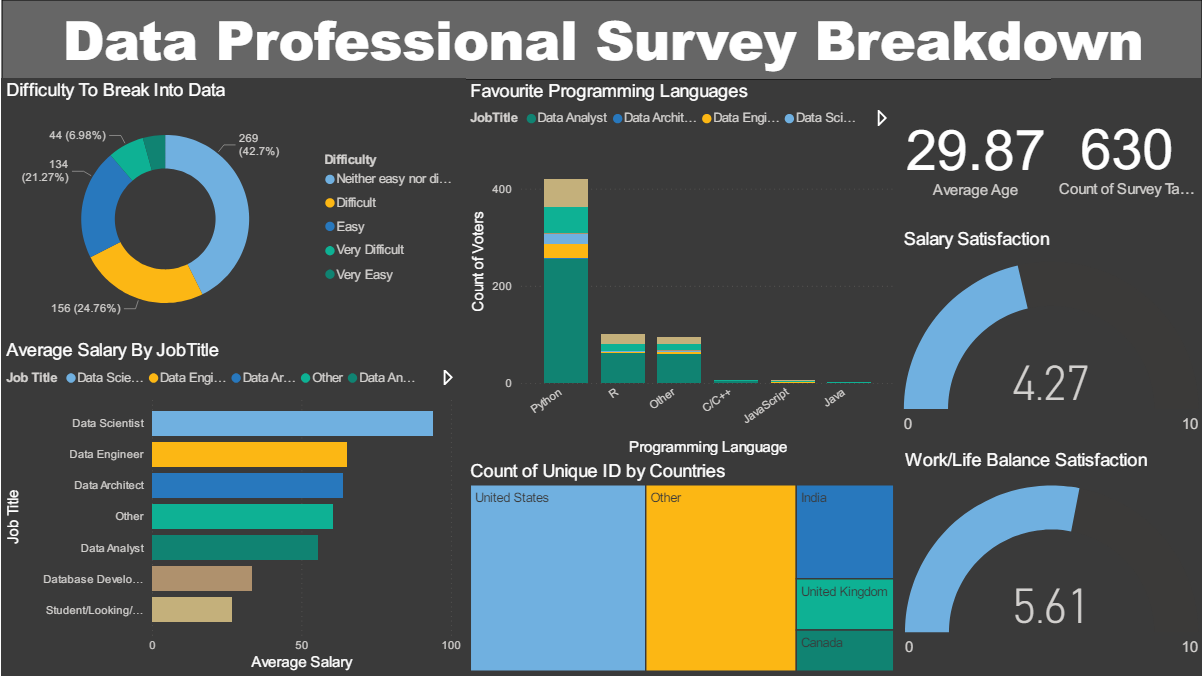 Data Professional Survey Breakdown
Difficulty To Break Into Data
44 (6.98%)
269
(42.7%)
134
(21.27%)
156 (24.76%)
Difficulty
Neither easy nor di...
Difficult
Easy
Very Difficult
Very Easy
Average Salary By JobTitle
Job Title Data Scie... Data Engi... Data Ar... Other Data An...
Job Title
Data Scientist
Data Engineer
Data Architect
Other
Data Analyst
Database Develo...
Student/Looking/...
0 50 100
Average Salary
Favourite Programming Languages
JobTitle Data Analyst Data Archit... Data Engi... Data Sci...
Count of Voters
400
200
0
Python R Other C/C++ JavaScript Java
Programming Language
Count of Unique ID by Countries
United States
Other
India
United Kingdom
Canada
29.87
Average Age
630
Count of Survey Ta...
Salary Satisfaction
4.27
0 10
Work/Life Balance Satisfaction
5.61
0 10